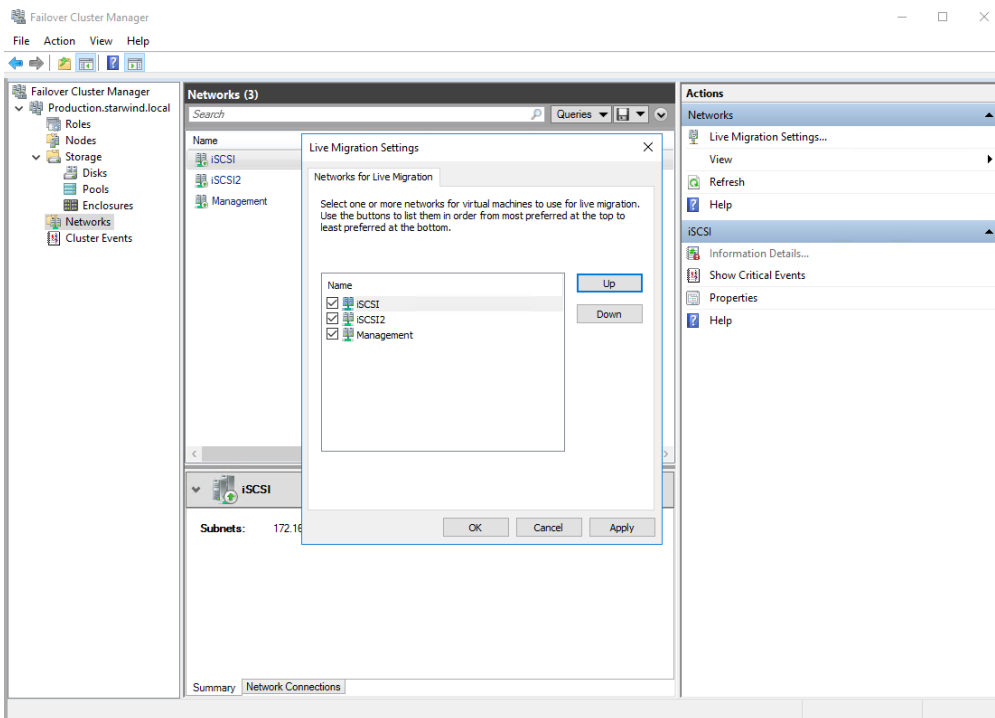 Failover Cluster Manager
File Action View Help
Failover Cluster Manager
Production.starwind.local
Roles
Nodes
Storage
Disks
Pools
Enclosures
Networks
Cluster Events
Networks (3)
Search
Queries
Name
iSCSI
iSCSI2
Management
iSCSI
Subnets: 172.16
Summary Network Connections
Live Migration Settings
Networks for Live Migration
Select one or more networks for virtual machines to use for live migration.
Use the buttons to list them in order from most preferred at the top to
least preferred at the bottom.
Name
iSCSI
iSCSI2
Management
Up
Down
OK Cancel Apply
Actions
Networks
Live Migration Settings...
View
Refresh
Help
iSCSI
Information Details...
Show Critical Events
Properties
Help